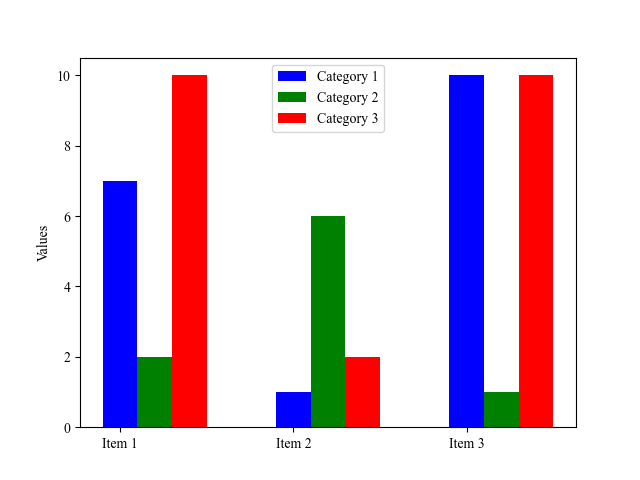 10
8
6
4
2
0
Values
Category 1
Category 2
Category 3
Item 1
Item 2
Item 3